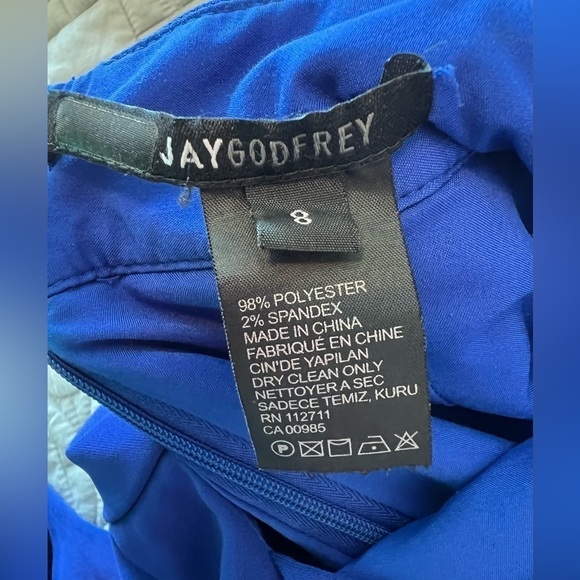 JAYGODFREY
8
98% POLYESTER
2% SPANDEX
MADE IN CHINA
FABRIQUÉ EN CHINE
CIN'DE YAPILAN
DRY CLEAN ONLY
NETTOYER A SEC
SADECE TEMIZ, KURU
RN 112711
CA 00985
P